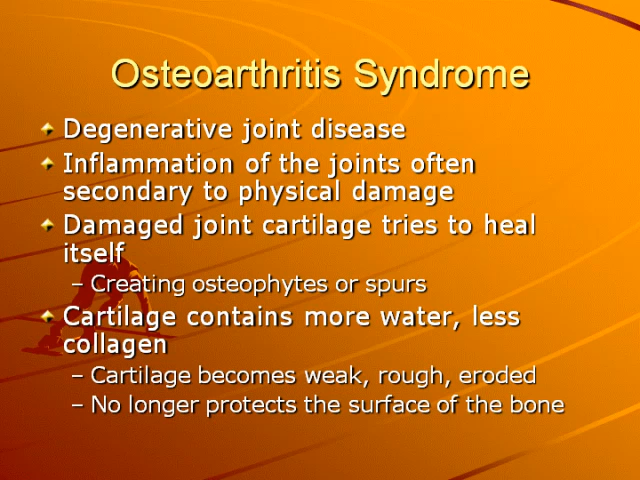 Osteoarthritis Syndrome
Degenerative joint disease
Inflammation of the joints often
secondary to physical damage
Damaged joint cartilage tries to heal
itself
– Creating osteophytes or spurs
Cartilage contains more water, less
collagen
– Cartilage becomes weak, rough, eroded
– No longer protects the surface of the bone